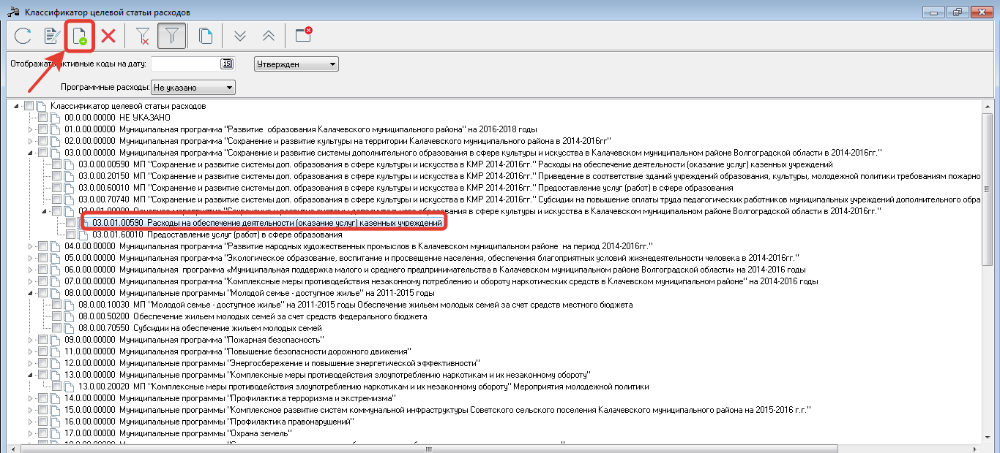 Классификатор целевой статьи расходов
Отображать активные коды на дату:
15
Утвержден
Программные расходы:
Не указано
Классификатор целевой статьи расходов
00.0.00.00000 НЕ УКАЗАНО
01.0.00.00000 Муниципальная программа "Развитие образования Калачевского муниципального района" на 2016-2018 годы
02.0.00.00000 Муниципальная программа "Сохранение и развитие культуры на территории Калачевского муниципального района в 2014-2016гг"
03.0.00.00000 Муниципальная программа "Сохранение и развитие системы дополнительного образования в сфере культуры и искусства в Калачевском муниципальном районе Волгоградской области в 2014-2016гг."
03.0.00.00590 МП "Сохранение и развитие системы доп. образования в сфере культуры и искусства в КМР 2014-2016гг." Расходы на обеспечение деятельности (оказание услуг) казенных учреждений
03.0.00.20150 МП "Сохранение и развитие системы доп. образования в сфере культуры и искусства в КМР 2014-2016гг." Приведение в соответствие зданий учреждений образования, культуры, молодежной политики требованиям пожарно
03.0.00.60010 МП "Сохранение и развитие системы доп. образования в сфере культуры и искусства в КМР 2014-2016гг." Предоставление услуг (работ) в сфере образования
03.0.00.70740 МП "Сохранение и развитие системы доп. образования в сфере культуры и искусства в КМР 2014-2016гг." Субсидии на повышение оплаты труда педагогических работников муниципальных учреждений дополнительного обра
03.0.01.00000 Основное мероприятие "Сохранение и развитие системы дополнительного образования в сфере культуры и искусства в Калачевском муниципальном районе Волгоградской области в 2014-2016гг."
03.0.01.00590 Расходы на обеспечение деятельности (оказание услуг) казенных учреждений
03.0.01.60010 Предоставление услуг (работ) в сфере образования
04.0.00.00000 Муниципальная программа "Развитие народных художественных промыслов в Калачевском муниципальном районе на период 2014-2016гг."
05.0.00.00000 Муниципальная программа "Экологическое образование, воспитание и просвещение населения, обеспечения благоприятных условий жизнедеятельности человека в 2014-2016гг."
06.0.00.00000 Муниципальная программа «Муниципальная поддержка малого и среднего предпринимательства в Калачевском муниципальном районе Волгоградской области» на 2014-2016 годы
07.0.00.00000 Муниципальная программа "Комплексные меры противодействия незаконному потреблению и обороту наркотических средств в Калачевском муниципальном районе" на 2014-2016 годы
08.0.00.00000 Муниципальные программы "Молодой семье - доступное жилье" на 2011-2015 годы
08.0.00.10030 МП "Молодой семье - доступное жилье" на 2011-2015 годы Обеспечение жильем молодых семей за счет средств местного бюджета
08.0.00.50200 Обеспечение жильем молодых семей за счет средств Федерального бюджета
08.0.00.70550 Субсидии на обеспечение жильем молодых семей
09.0.00.00000 Муниципальная программа "Пожарная безопасность"
11.0.00.00000 Муниципальная программа "Повышение безопасности дорожного движения"
12.0.00.00000 Муниципальные программы "Энергосбережение и повышение энергетической эффективности"
13.0.00.00000 Муниципальные программы "Комплексные меры противодействия злоупотреблению наркотикам и их незаконному обороту"
13.0.00.20020 МП "Комплексные меры противодействия злоупотреблению наркотикам и их незаконному обороту" Мероприятия молодежной политики
14.0.00.00000 Муниципальные программы "Профилактика терроризма и экстремизма"
15.0.00.00000 Муниципальные программы "Комплексное развитие систем коммунальной инфраструктуры Советского сельского поселения Калачевского муниципального района на 2015-2016 г.г."
16.0.00.00000 Муниципальные программы "Профилактика правонарушений"
17.0.00.00000 Муниципальные программы "Охрана земель"